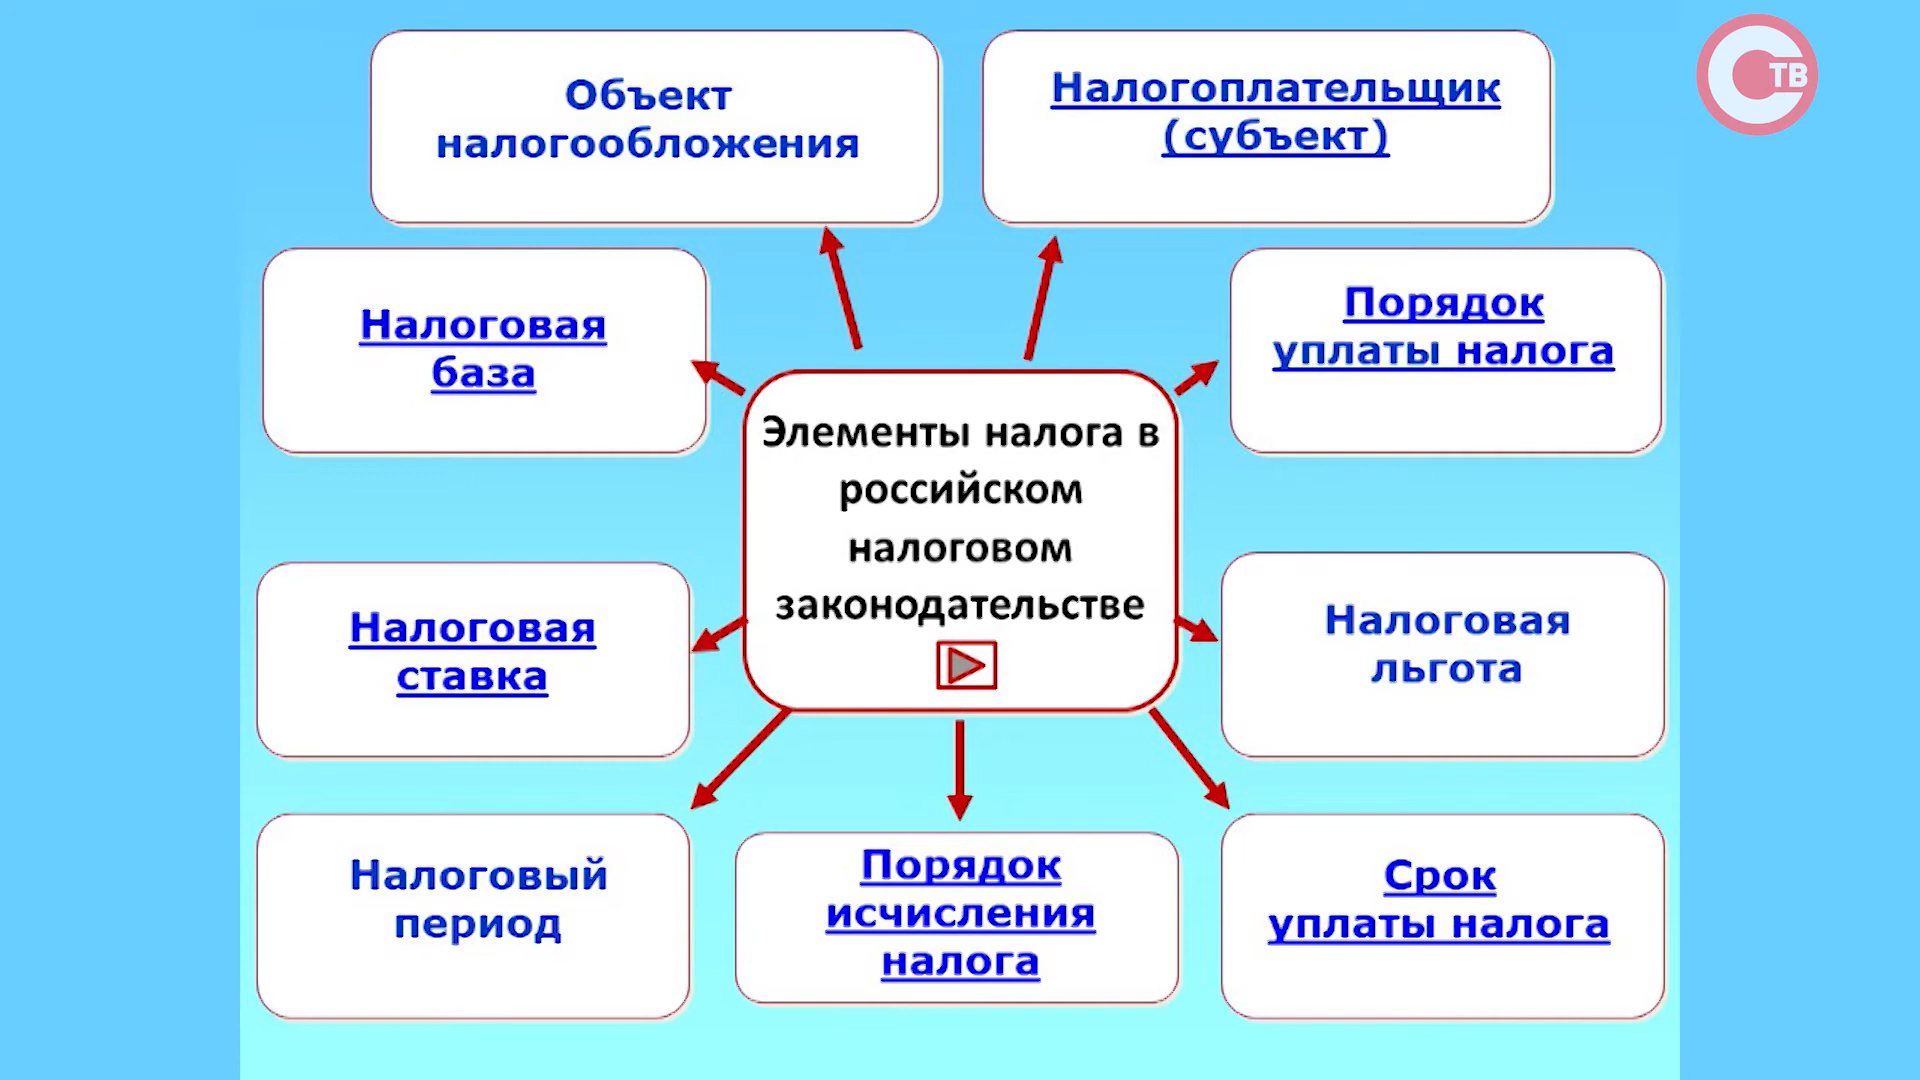 Объект
налогообложения
Налогоплательщик
(субъект)
ТВ
Налоговая
база
Порядок
уплаты налога
Элементы налога в
российском
налоговом
законодательстве
Налоговая
ставка
Налоговая
льгота
Налоговый
период
Порядок
исчисления
налога
Срок
уплаты налога